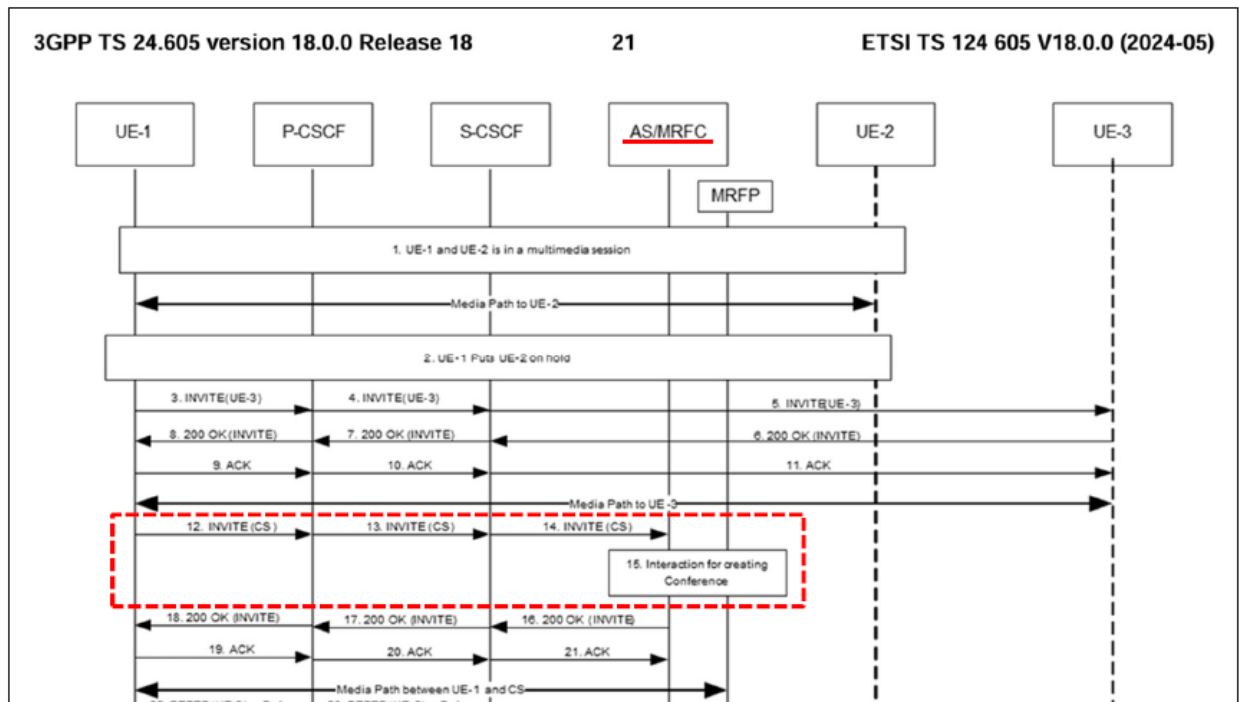 3GPP TS 24.605 version 18.0.0 Release 18 21 ETSI TS 124 605 V18.0.0 (2024-05)
UE-1 P-CSCF S-CSCF AS/MRFC UE-2 UE-3
MRFP
1. UE-1 and UE-2 is in a multimedia session
Media Path to UE-2
2. UE-1 Puts UE-2 on hold
3. INVITE(UE-3) 4. INVITE(UE-3) 5. INVITE(UE-3)
8. 200 OK (INVITE) 7. 200 OK (INVITE) 6. 200 OK (INVITE)
9. ACK 10. ACK 11. ACK
Media Path to UE-3
12. INVITE (CS) 13. INVITE (CS) 14. INVITE (CS)
15. Interaction for creating
Conference
18. 200 OK (INVITE) 17. 200 OK (INVITE) 16. 200 OK (INVITE)
19. ACK 20. ACK 21. ACK
Media Path between UE-1 and CS